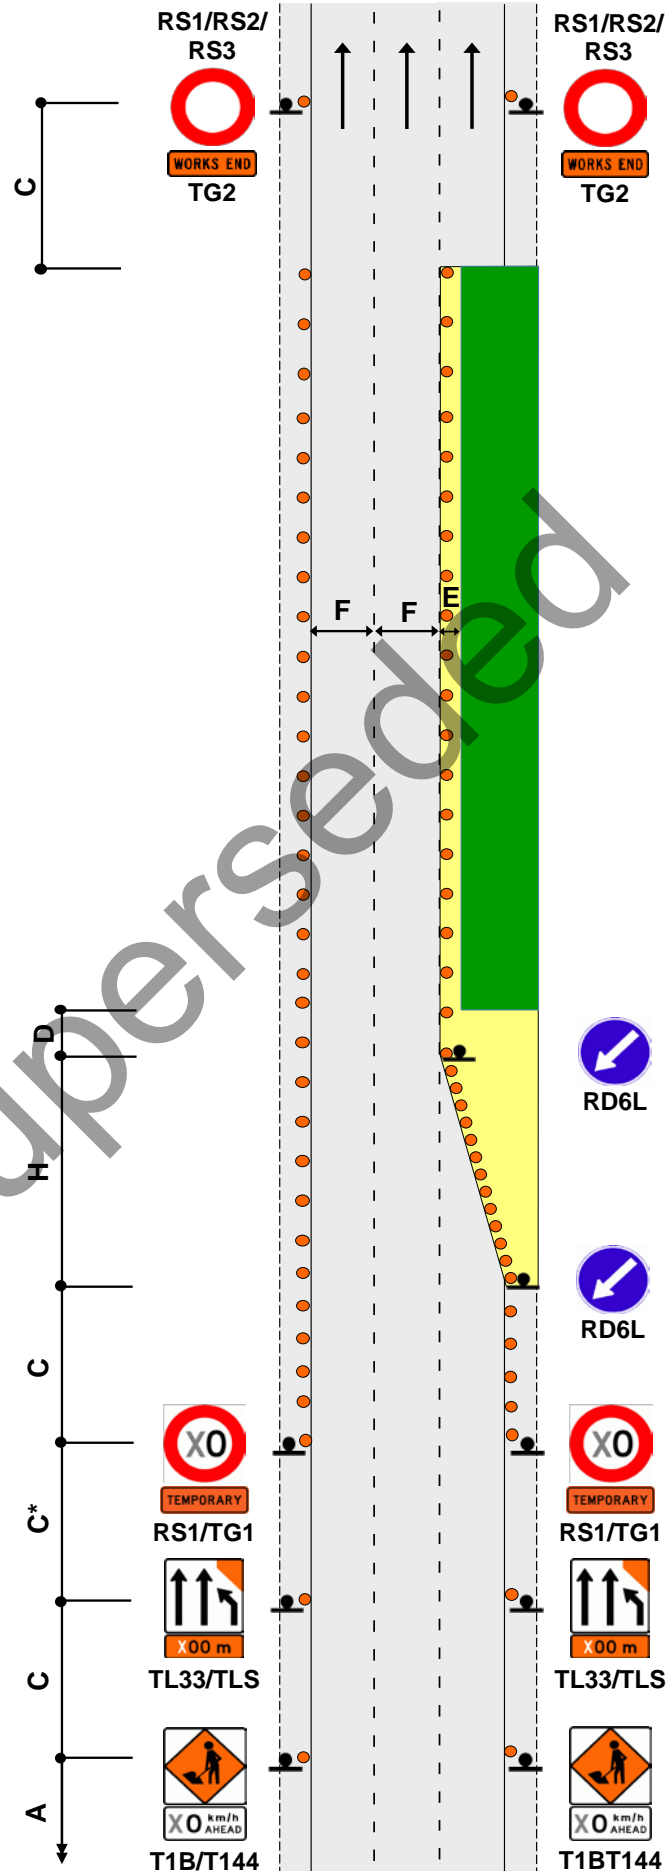 RS1/RS2/
RS3
WORKS END
TG2
RS1/RS2/
RS3
WORKS END
TG2
C
F
F
E
Superseded
D
RD6L
H
RD6L
C
X0
TEMPORARY
RS1/TG1
X0
TEMPORARY
RS1/TG1
C*
X00 m
TL33/TLS
X00 m
TL33/TLS
C
X0 km/h
AHEAD
T1B/T144
X0 km/h
AHEAD
T1BT144
A